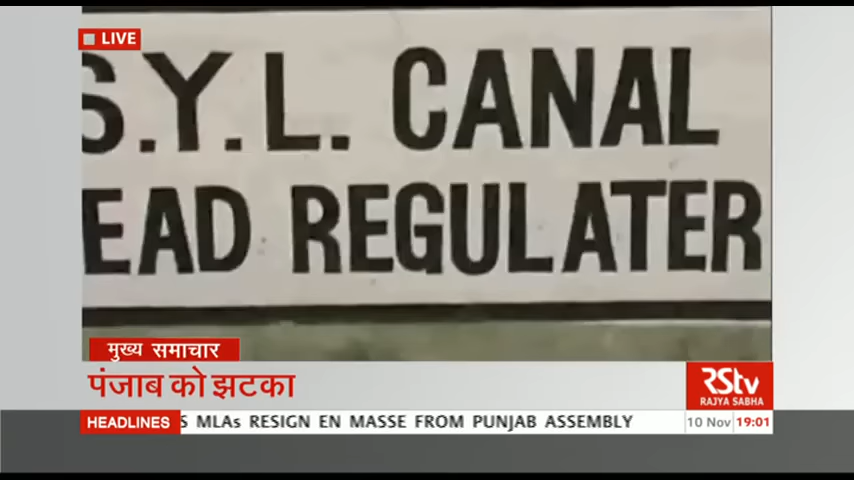 LIVE
S.Y.L. CANAL
EAD REGULATER
मुख्य समाचार
पंजाब को झटका
RStv
RAJYA SABHA
HEADLINES S MLAs RESIGN EN MASSE FROM PUNJAB ASSEMBLY 10 Nov 19:01